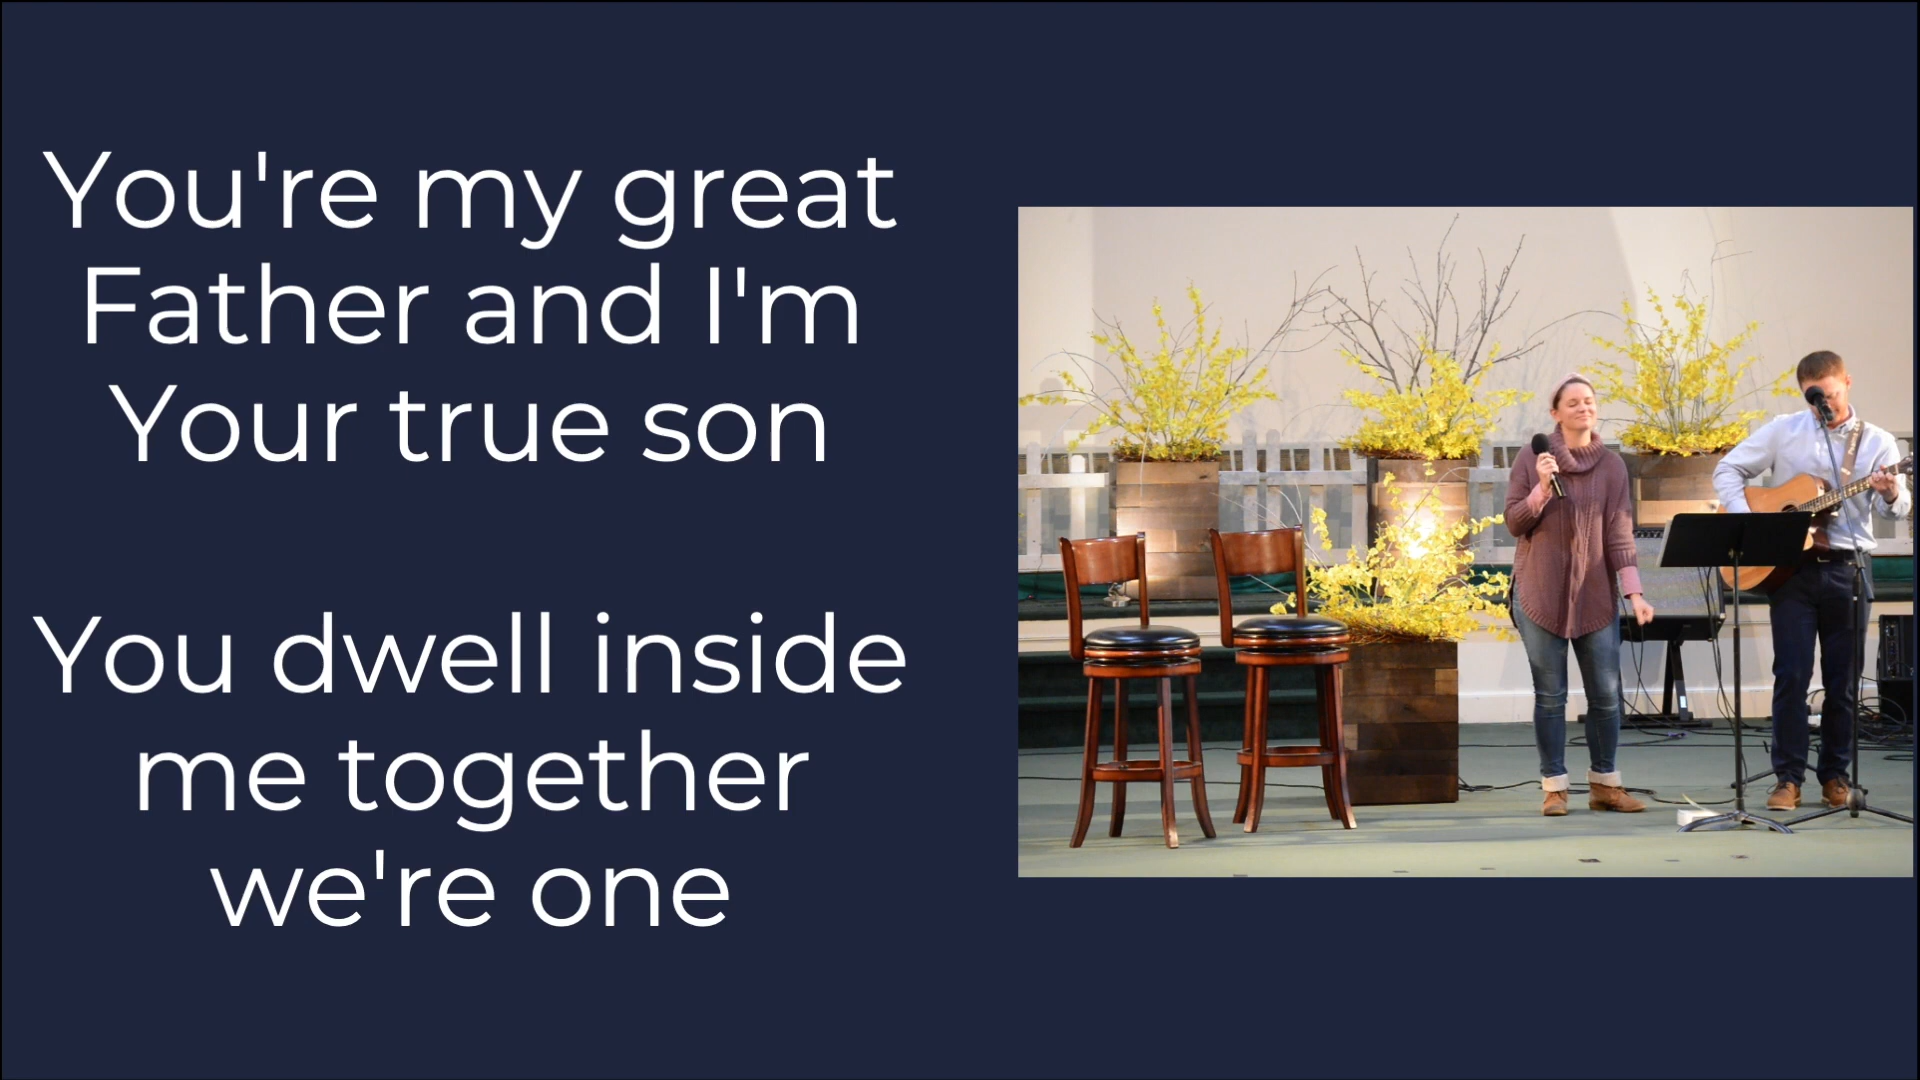 You're my great
Father and I'm
Your true son
You dwell inside
me together
we're one